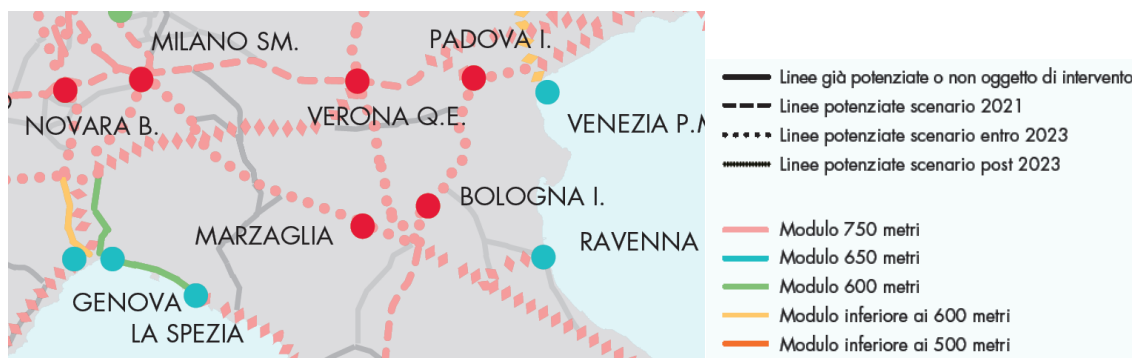 MILANO SM.
PADOVA I.
NOVARA B.
VERONA Q.E.
VENEZIA P.M
BOLOGNA I.
MARZAGLIA
RAVENNA
GENOVA
LA SPEZIA
Linee già potenziate o non oggetto di intervento
Linee potenziate scenario 2021
Linee potenziate scenario entro 2023
Linee potenziate scenario post 2023
Modulo 750 metri
Modulo 650 metri
Modulo 600 metri
Modulo inferiore ai 600 metri
Modulo inferiore ai 500 metri